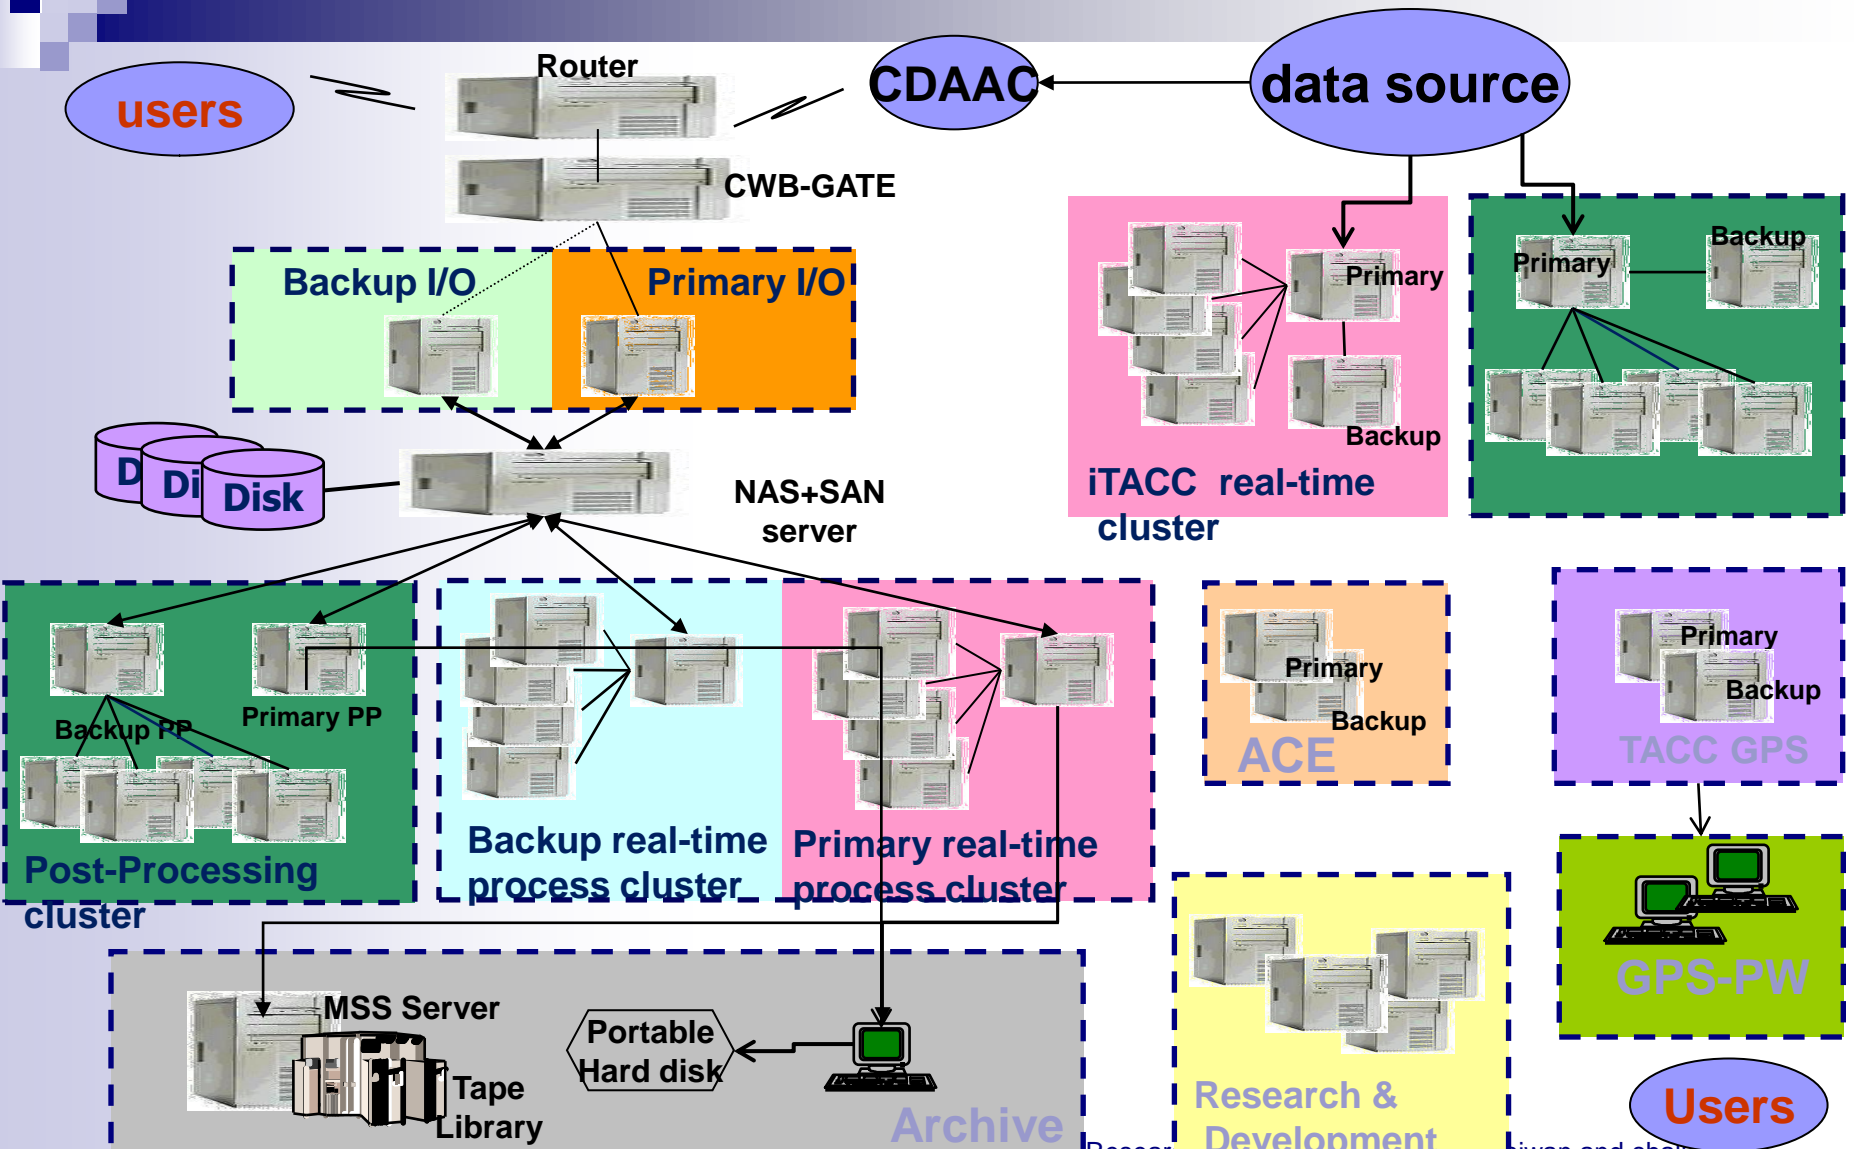 Router
users
CDAAC
data source
CWB-GATE
Backup I/O
Primary I/O
Primary
Backup
Primary
Backup
iTACC real-time
cluster
D
Di
Disk
NAS+SAN
server
Backup PP
Primary PP
Post-Processing
cluster
Backup real-time
process cluster
Primary real-time
process cluster
Primary
Backup
ACE
Primary
Backup
TACC GPS
GPS-PW
MSS Server
Tape
Library
Portable
Hard disk
Archive
Research &
Development
Users